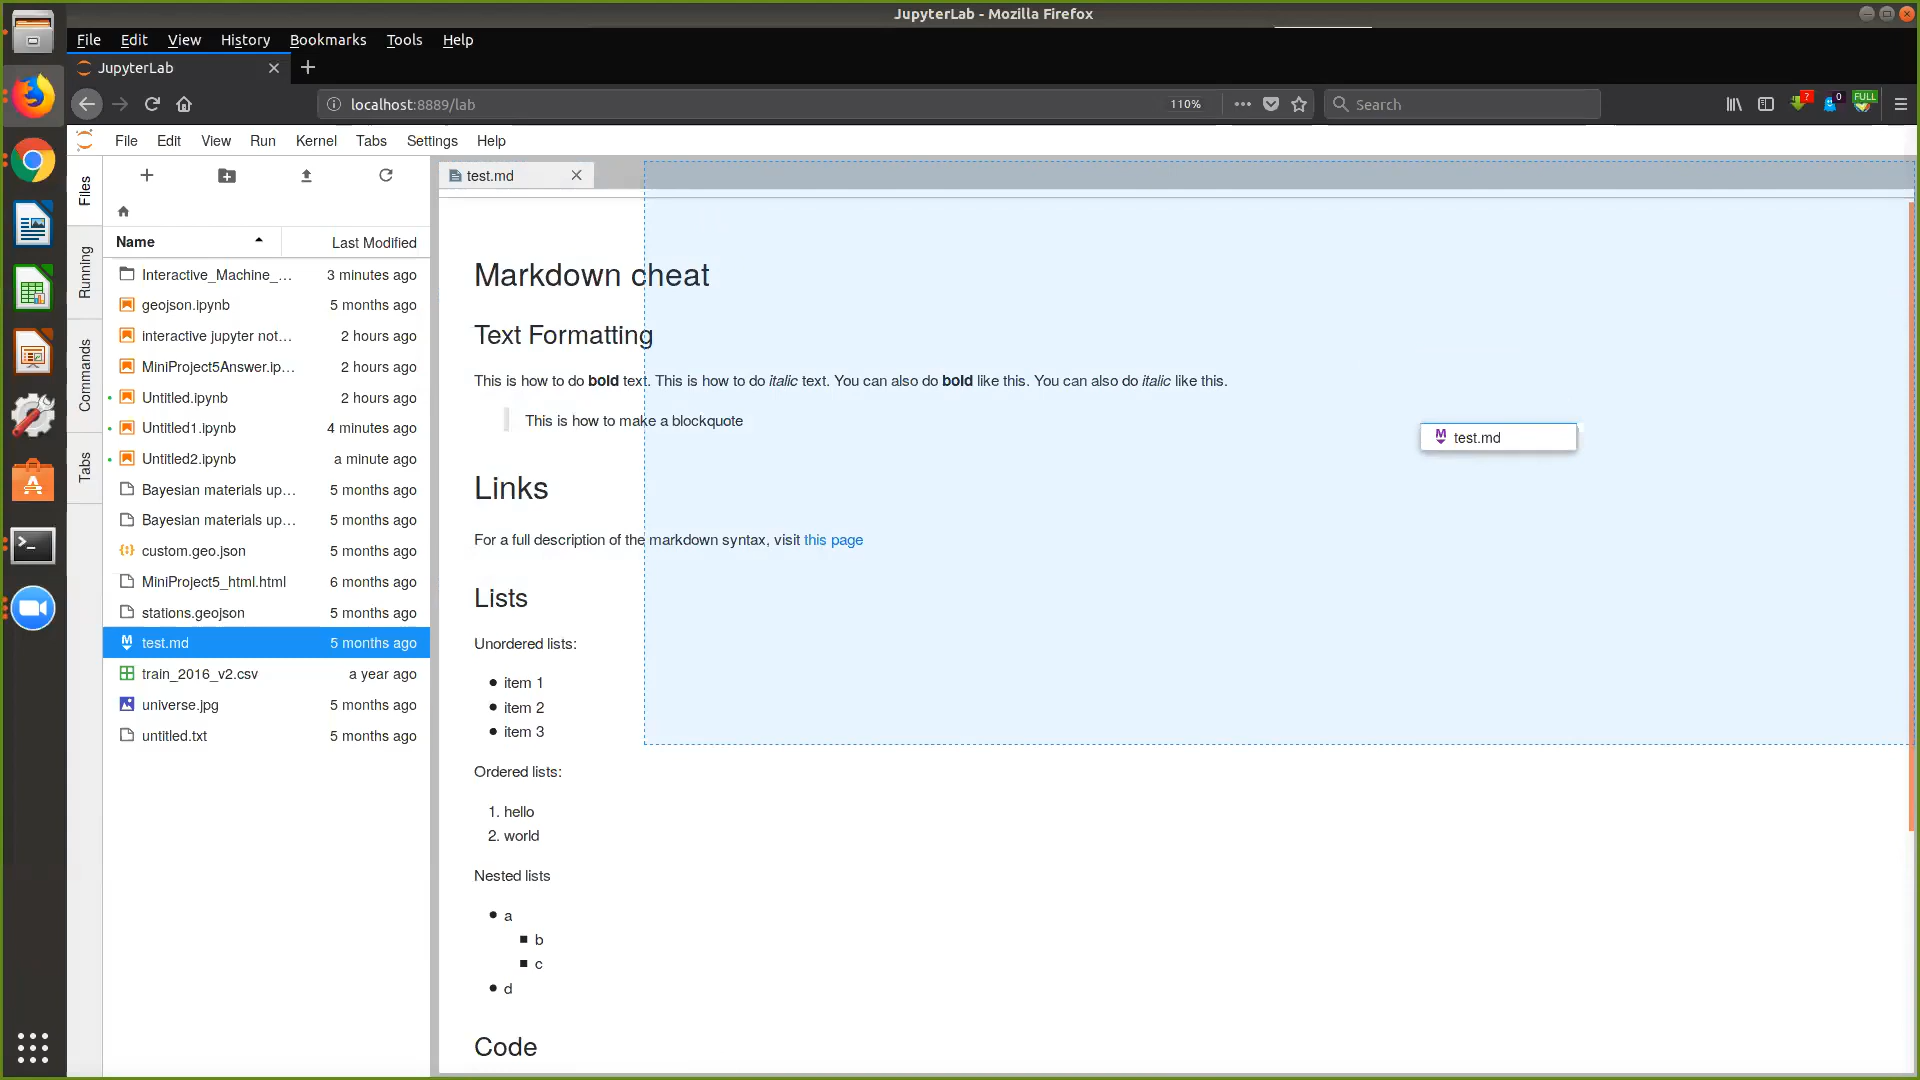 JupyterLab - Mozilla Firefox
File Edit View History Bookmarks Tools Help
JupyterLab
localhost:8889/lab 110% Search ? 0 FULL
File Edit View Run Kernel Tabs Settings Help
Files
Running
Commands
Tabs
Name Last Modified
Interactive_Machine_... 3 minutes ago
geojson.ipynb 5 months ago
interactive jupyter not... 2 hours ago
MiniProject5Answer.ip... 2 hours ago
Untitled.ipynb 2 hours ago
Untitled1.ipynb 4 minutes ago
Untitled2.ipynb a minute ago
Bayesian materials up... 5 months ago
Bayesian materials up... 5 months ago
custom.geo.json 5 months ago
MiniProject5_html.html 6 months ago
stations.geojson 5 months ago
test.md 5 months ago
train_2016_v2.csv a year ago
universe.jpg 5 months ago
untitled.txt 5 months ago
test.md
Markdown cheat
Text Formatting
This is how to do bold text. This is how to do italic text. You can also do bold like this. You can also do italic like this.
This is how to make a blockquote
test.md
Links
For a full description of the markdown syntax, visit this page
Lists
Unordered lists:
item 1
item 2
item 3
Ordered lists:
1. hello
2. world
Nested lists
a
b
c
d
Code